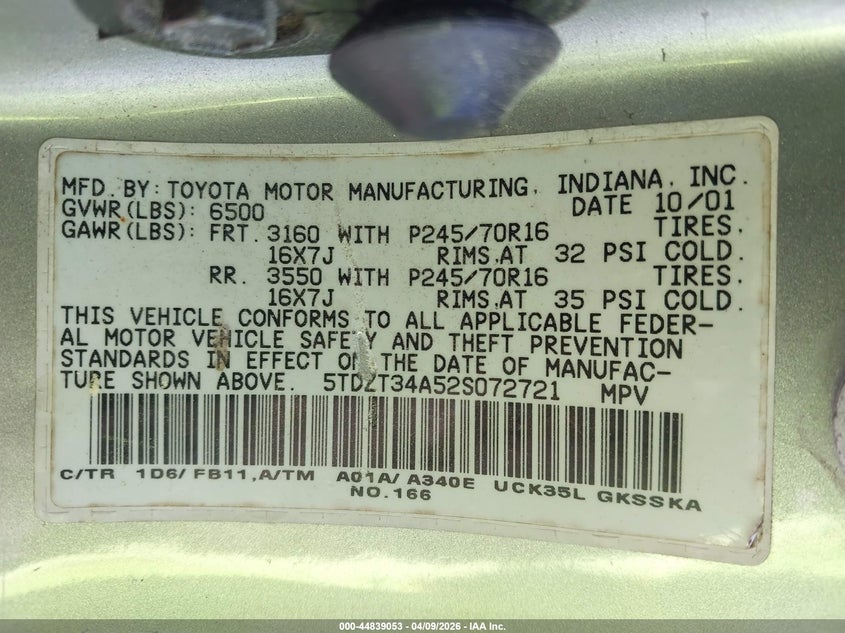 MFD. BY: TOYOTA MOTOR MANUFACTURING, INDIANA, INC.
GVWR(LBS): 6500 DATE 10/01
GAWR(LBS): FRT. 3160 WITH P245/70R16 TIRES.
16X7J RIMS.AT 32 PSI COLD.
RR. 3550 WITH P245/70R16 TIRES.
16X7J RIMS.AT 35 PSI COLD.
THIS VEHICLE CONFORMS TO ALL APPLICABLE FEDER-
AL MOTOR VEHICLE SAFETY AND THEFT PREVENTION
STANDARDS IN EFFECT ON THE DATE OF MANUFAC-
TURE SHOWN ABOVE. 5TDZT34A52S072721 MPV
C/TR 1D6/ FB11,A/TM A01A/ A340E UCK35L GKSSKA
NO.166
000-44839053 - 04/09/2026 - IAA Inc.